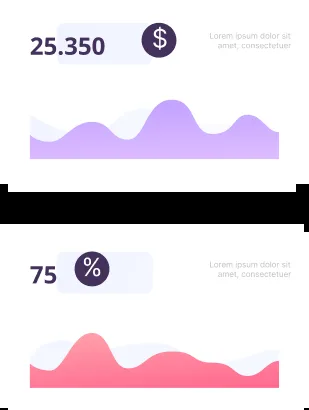 25.350 $
Lorem ipsum dolor sit
amet, consectetuer
75 %
Lorem ipsum dolor sit
amet, consectetuer